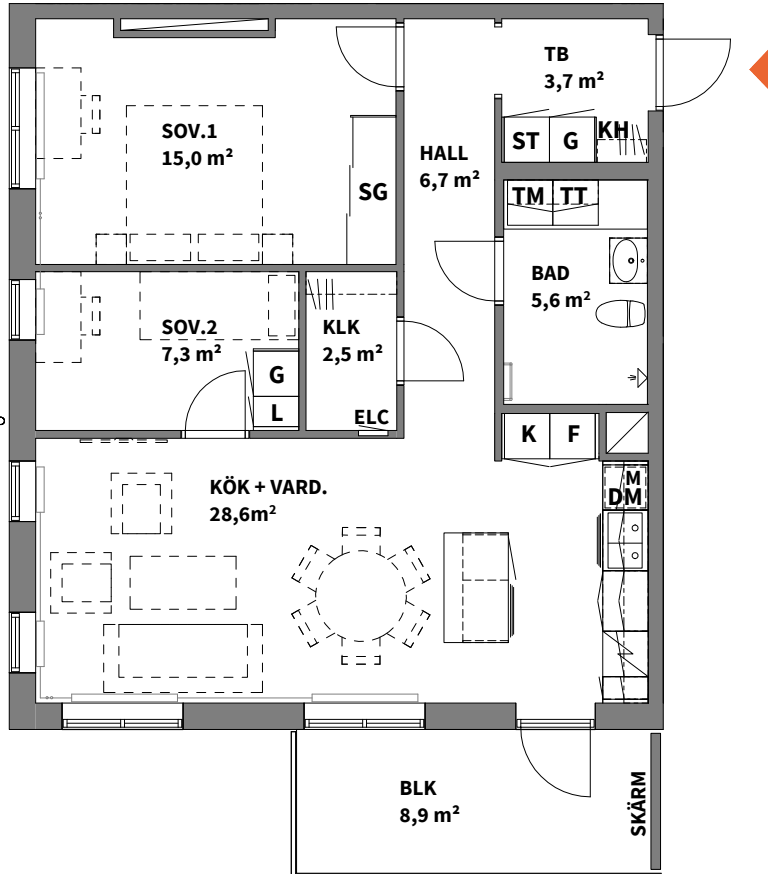 TB
3,7 m²
ST
G
KH
SOV.1
15,0 m²
SG
HALL
6,7 m²
TM
TT
BAD
5,6 m²
SOV.2
7,3 m²
G
L
KLK
2,5 m²
ELC
K
F
M
DM
KÖK + VARD.
28,6m²
BLK
8,9 m²
SKÄRM